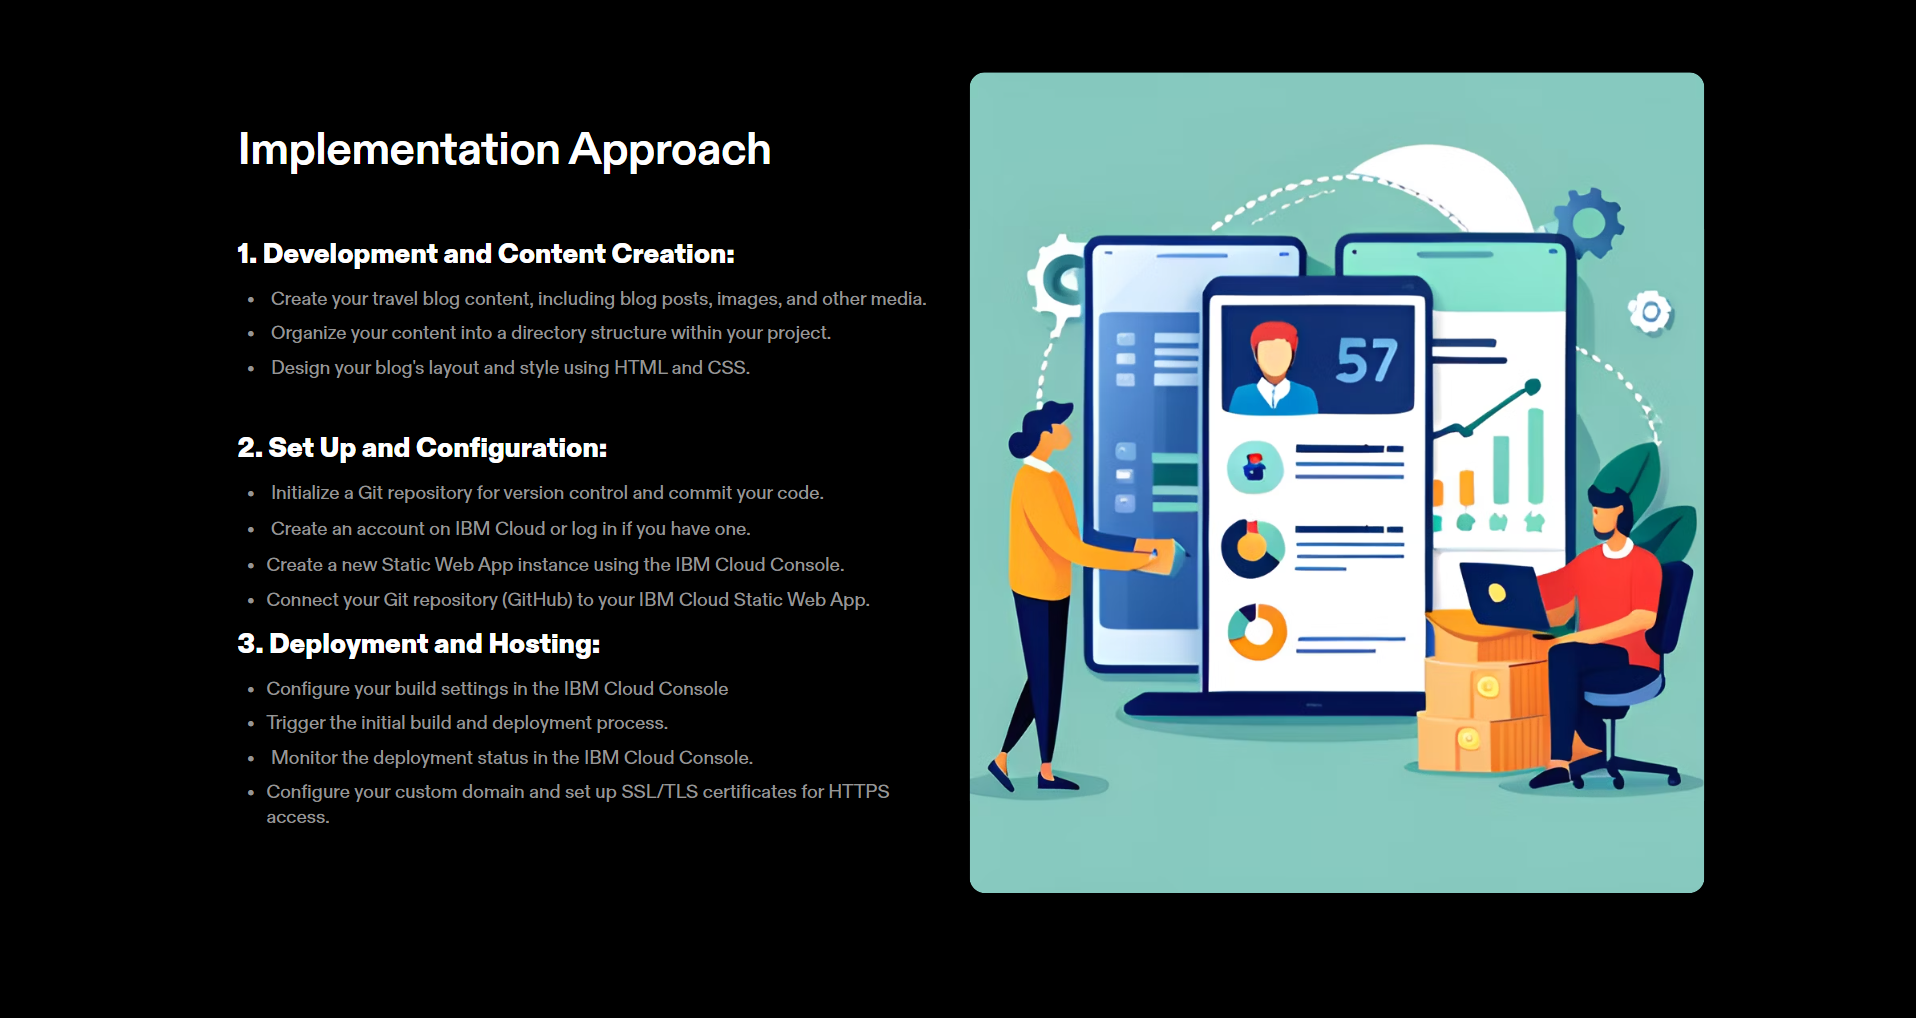 Implementation Approach
1. Development and Content Creation:
• Create your travel blog content, including blog posts, images, and other media.
• Organize your content into a directory structure within your project.
• Design your blog's layout and style using HTML and CSS.
2. Set Up and Configuration:
• Initialize a Git repository for version control and commit your code.
• Create an account on IBM Cloud or log in if you have one.
• Create a new Static Web App instance using the IBM Cloud Console.
• Connect your Git repository (GitHub) to your IBM Cloud Static Web App.
3. Deployment and Hosting:
• Configure your build settings in the IBM Cloud Console
• Trigger the initial build and deployment process.
• Monitor the deployment status in the IBM Cloud Console.
• Configure your custom domain and set up SSL/TLS certificates for HTTPS
access.
57